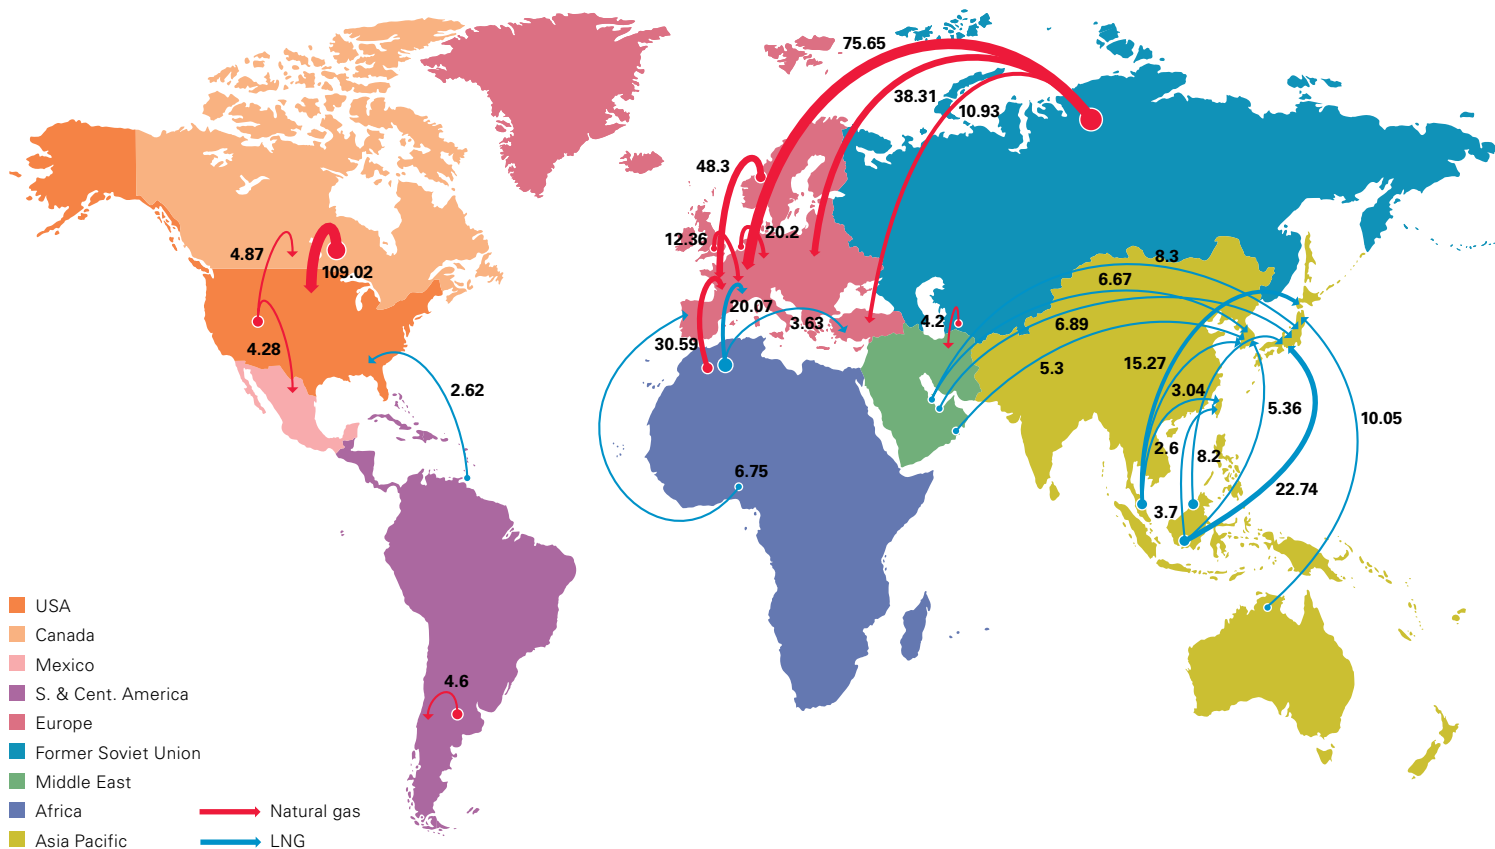 75.65
38.31
10.93
48.3
12.36
20.2
4.87
109.02
8.3
6.67
20.07
3.63
4.2
6.89
30.59
4.28
15.27
5.3
2.62
3.04
5.36
10.05
2.6
8.2
6.75
22.74
3.7
4.6
USA
Canada
Mexico
S. & Cent. America
Europe
Former Soviet Union
Middle East
Africa
Natural gas
Asia Pacific
LNG